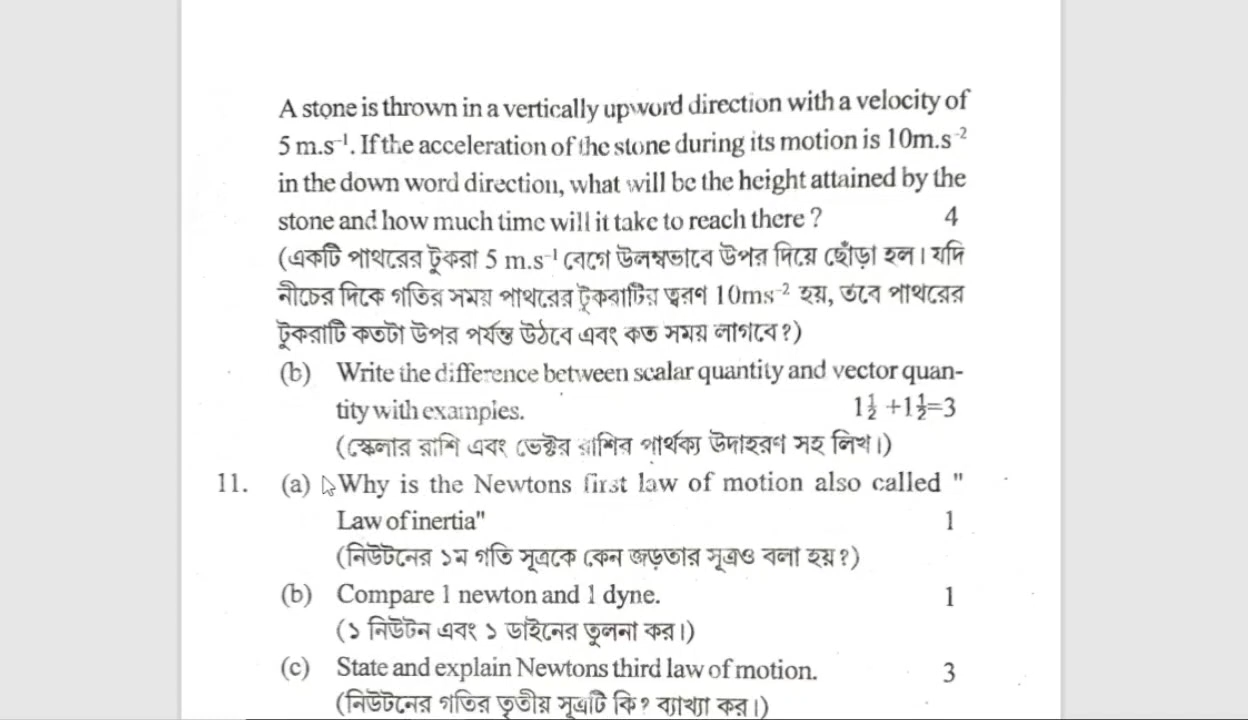 A stone is thrown in a vertically upword direction with a velocity of
5 m.s⁻¹. If the acceleration of the stone during its motion is 10m.s⁻²
in the down word direction, what will be the height attained by the
stone and how much time will it take to reach there ? 4
(একটি পাথরের টুকরা 5 m.s⁻¹ বেগে উলম্বভাবে উপর দিয়ে ছোঁড়া হল। যদি
নীচের দিকে গতির সময় পাথরের টুকরাটির ত্বরণ 10ms⁻² হয়, তবে পাথরের
টুকরাটি কতটা উপর পর্যন্ত উঠবে এবং কত সময় লাগবে?)
(b) Write the difference between scalar quantity and vector quan-
tity with examples. 1½ +1½=3
(স্কেলার রাশি এবং ভেক্টর রাশির পার্থক্য উদাহরণ সহ লিখ।)
11. (a) Why is the Newtons first law of motion also called "
Law of inertia" 1
(নিউটনের ১ম গতি সূত্রকে কেন জড়তার সূত্রও বলা হয়?)
(b) Compare 1 newton and 1 dyne. 1
(১ নিউটন এবং ১ ডাইনের তুলনা কর।)
(c) State and explain Newtons third law of motion. 3
(নিউটনের গতির তৃতীয় সূত্রটি কি? ব্যাখ্যা কর।)